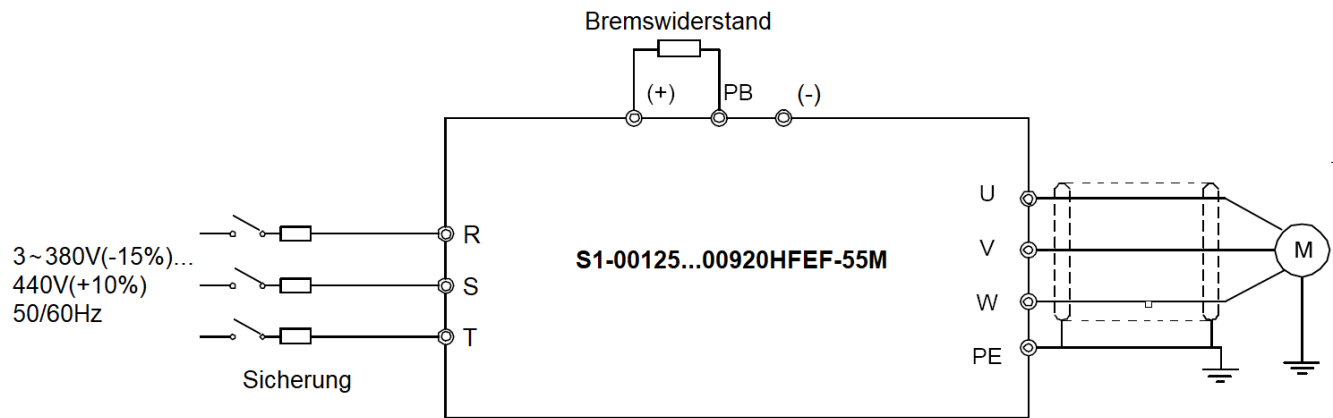 Bremswiderstand
(+)
PB
(-)
U
R
3~380V(-15%)...
V
S1-00125...00920HFEF-55M
M
440V(+10%)
S
50/60Hz
W
T
PE
Sicherung